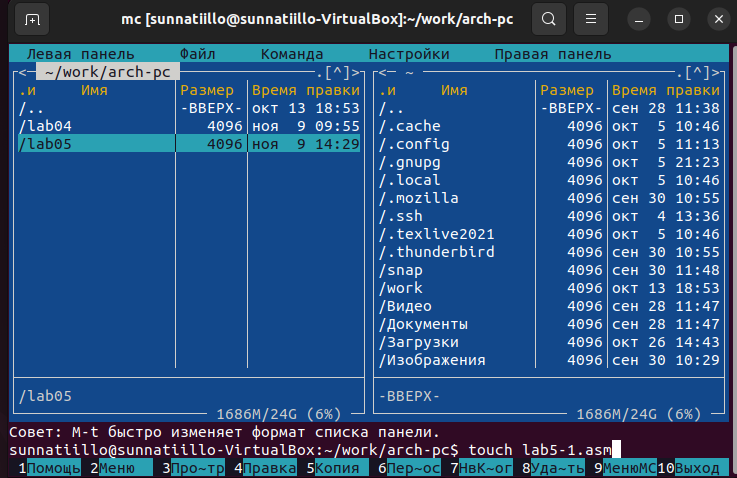 mc [sunnatiillo@sunnatiillo-VirtualBox]:~/work/arch-pc
Левая панель Файл Команда Настройки Правая панель
<─ ~/work/arch-pc .[^]>
.и Имя Размер Время правки
/.. -ВВЕРХ- окт 13 18:53
/lab04 4096 ноя 9 09:55
/lab05 4096 ноя 9 14:29
/lab05
1686M/24G (6%)
<─ ~ .[^]>
.и Имя Размер Время правки
/.. -ВВЕРХ- сен 28 11:38
/.cache 4096 окт 5 10:46
/.config 4096 окт 5 11:13
/.gnupg 4096 окт 5 21:23
/.local 4096 окт 5 10:46
/.mozilla 4096 сен 30 10:55
/.ssh 4096 окт 4 13:36
/.texlive2021 4096 окт 5 10:46
/.thunderbird 4096 сен 30 10:55
/snap 4096 сен 30 11:48
/work 4096 окт 13 18:53
/Видео 4096 сен 28 11:47
/Документы 4096 сен 28 11:47
/Загрузки 4096 окт 26 14:43
/Изображения 4096 сен 30 10:29
-ВВЕРХ-
1686M/24G (6%)
Совет: M-t быстро изменяет формат списка панели.
sunnatiillo@sunnatiillo-VirtualBox:~/work/arch-pc$ touch lab5-1.asm
1Помощь 2Меню 3Про~тр 4Правка 5Копия 6Пер~ос 7НвК~ог 8Уда~ть 9МенюМС 10Выход